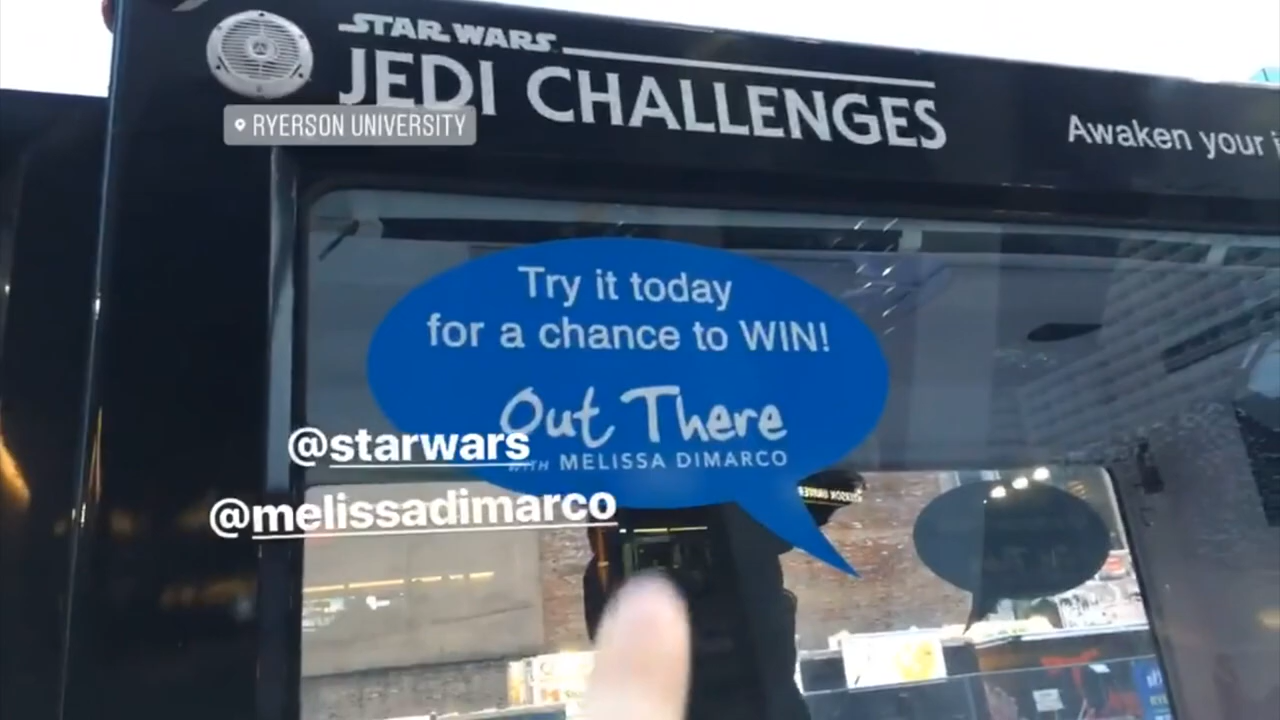 STAR WARS
JEDI CHALLENGES
RYERSON UNIVERSITY
Awaken your
Try it today
for a chance to WIN!
Out There
WITH MELISSA DIMARCO
@starwars
@melissadimarco